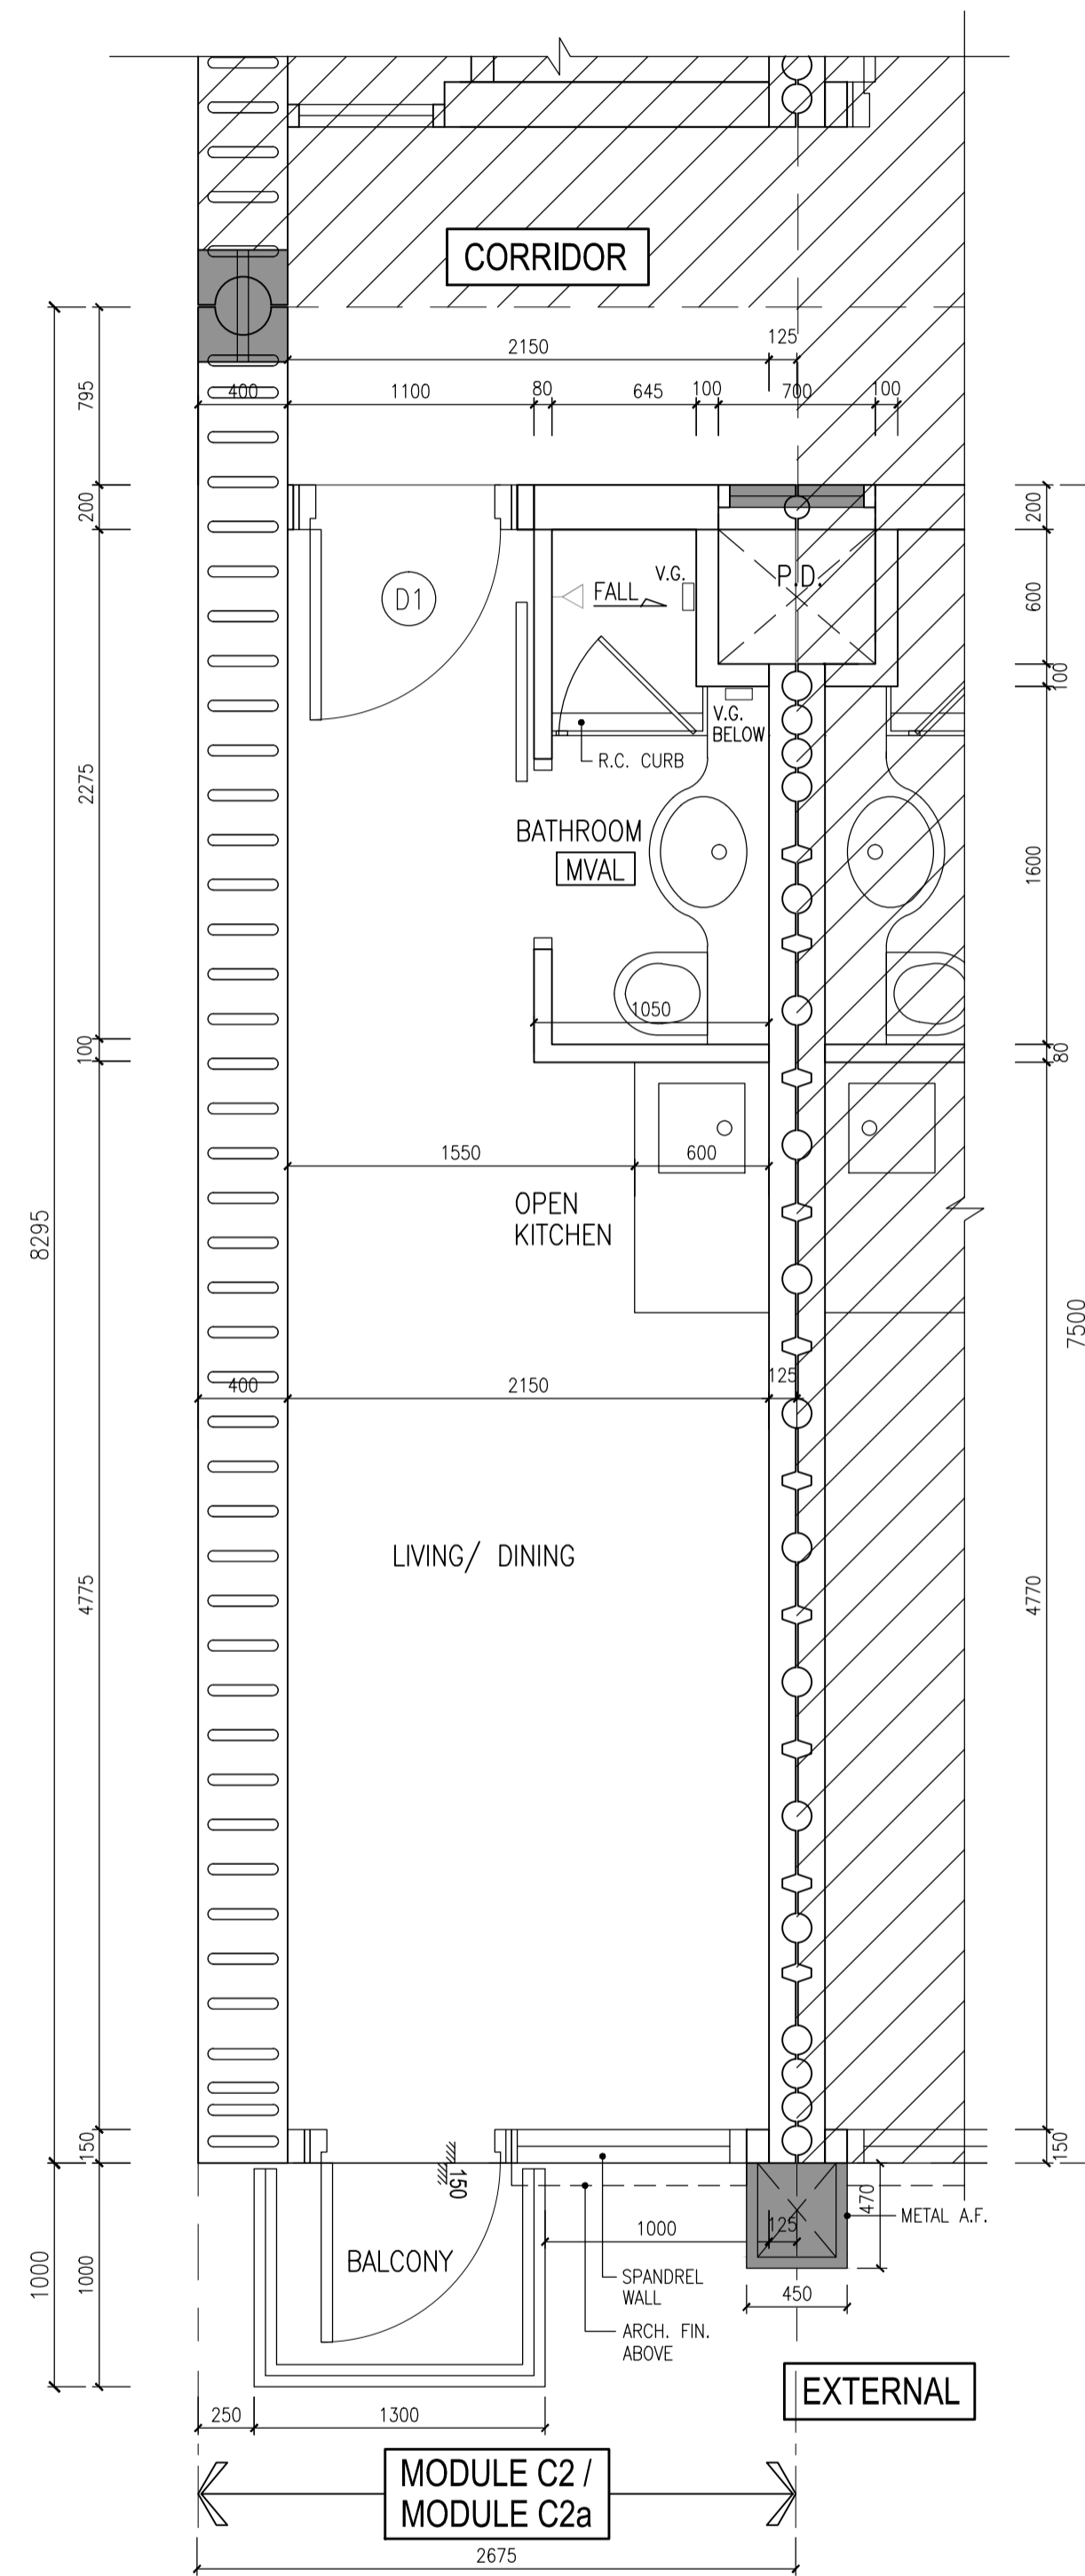 CORRIDOR
125
2150
400
1100
80
645
100
700
100
795
200
200
D1
FALL
V.G.
P.D.
600
100
V.G.
BELOW
R.C. CURB
2275
BATHROOM
MVAL
1600
1050
100
80
1550
600
OPEN
KITCHEN
8295
7500
400
2150
125
LIVING/ DINING
4775
4770
150
150
150
470
METAL A.F.
1000
125
BALCONY
1000
1000
SPANDREL
WALL
450
ARCH. FIN.
ABOVE
EXTERNAL
250
1300
MODULE C2 /
MODULE C2a
2675